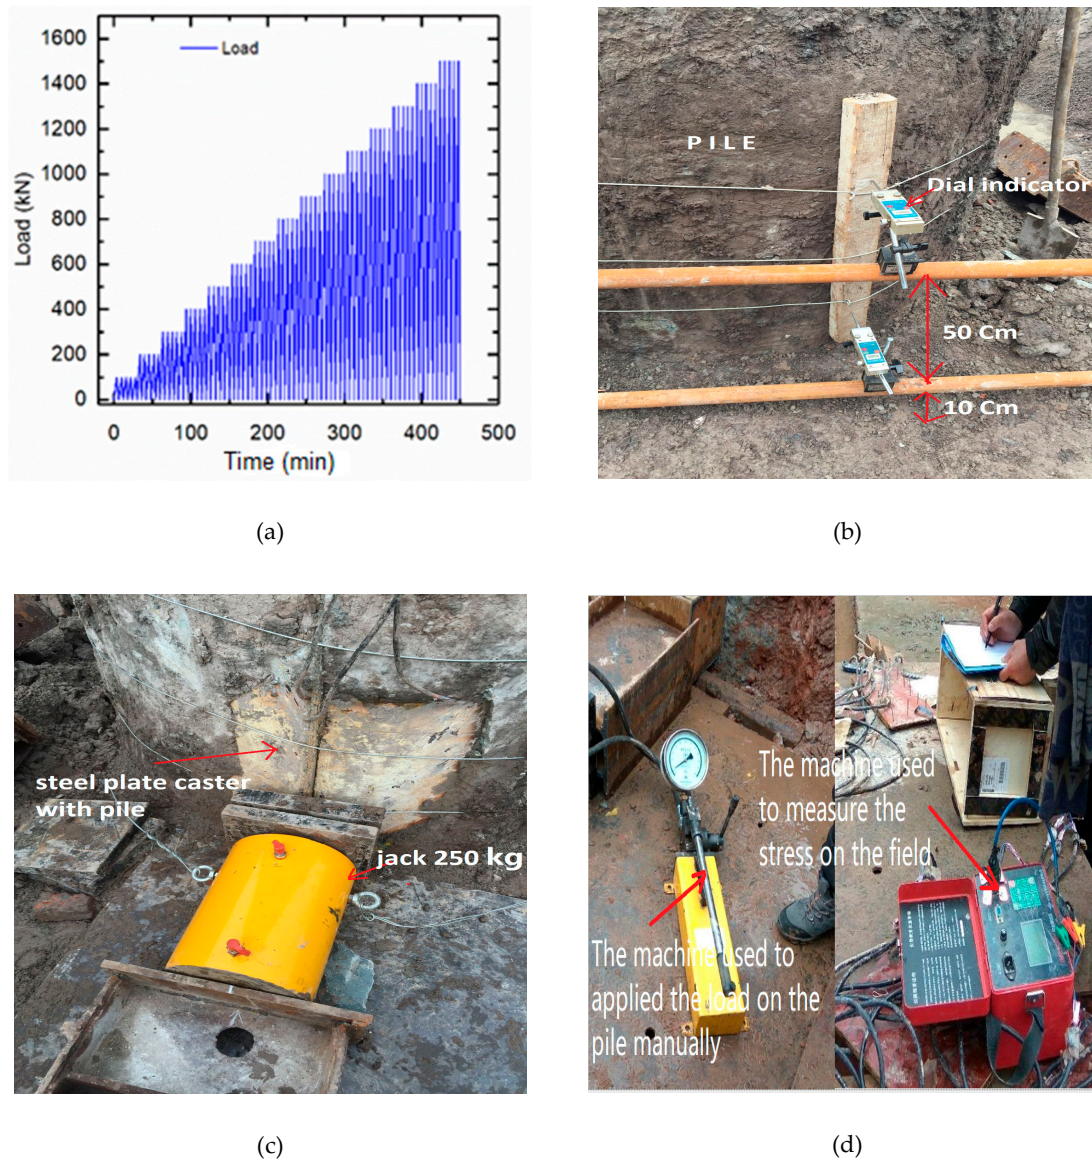 1600
1400
1200
1000
800
600
400
200
0
Load
Load (kN)
0 100 200 300 400 500
Time (min)
(a)
PILE
Dial indicator
50 Cm
10 Cm
(b)
steel plate caster
with pile
jack 250 kg
(c)
The machine used to
applied the load on the
pile manually
The machine used
to measure the
stress on the field
(d)